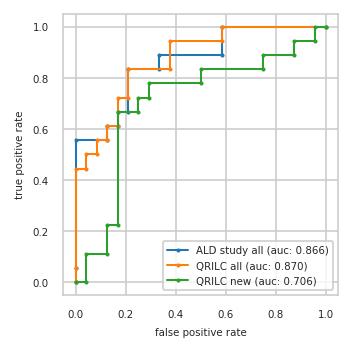 true positive rate
1.0
0.8
0.6
0.4
0.2
0.0
ALD study all (auc: 0.866)
QRILC all (auc: 0.870)
QRILC new (auc: 0.706)
0.0 0.2 0.4 0.6 0.8 1.0
false positive rate